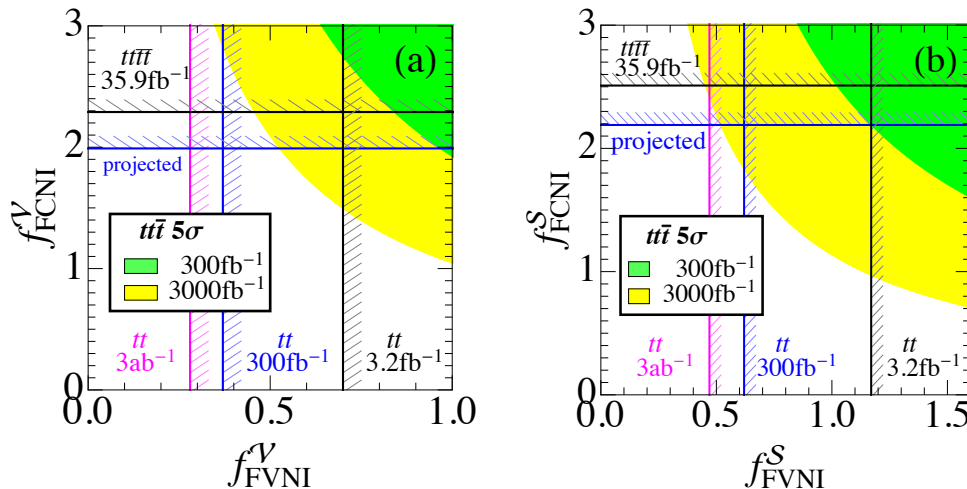 (a)
3
2
1
0
f^V_FCNI
tttt̄t̄
35.9fb⁻¹
projected
ttt̄ 5σ
300fb⁻¹
3000fb⁻¹
tt
3ab⁻¹
tt
300fb⁻¹
tt
3.2fb⁻¹
0.0 0.5 1.0
f^V_FVNI
(b)
3
2
1
0
f^S_FCNI
ttt̄t̄
35.9fb⁻¹
projected
ttt̄ 5σ
300fb⁻¹
3000fb⁻¹
tt
3ab⁻¹
tt
300fb⁻¹
tt
3.2fb⁻¹
0.0 0.5 1.0 1.5
f^S_FVNI